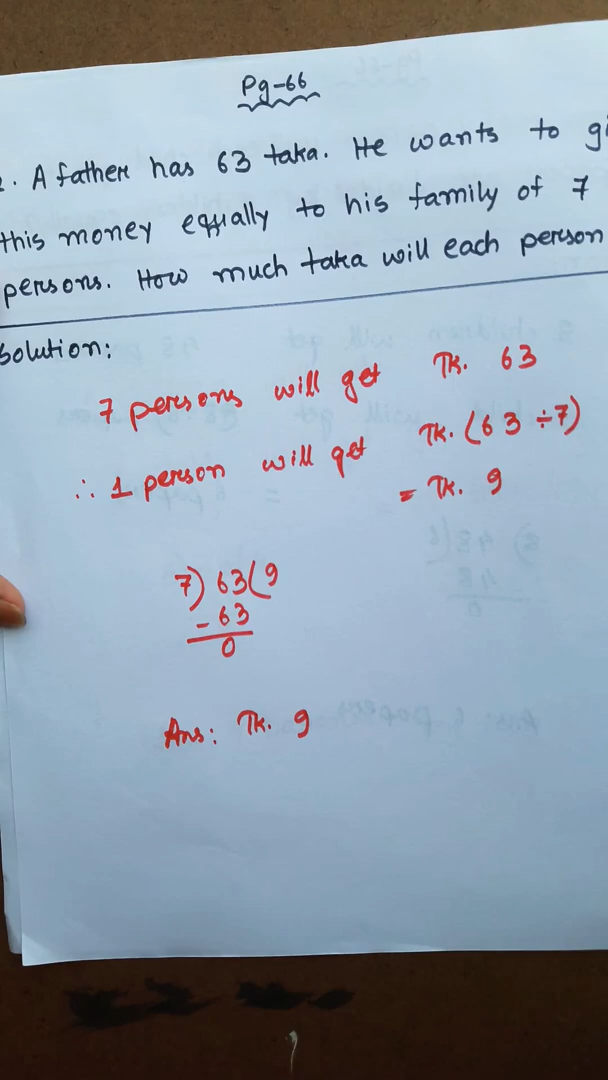 Pg-66
2. A father has 63 taka. He wants to gi
this money equally to his family of 7
persons. How much taka will each person
Solution:
7 persons will get Tk. 63
∴ 1 person will get Tk. (63 ÷ 7)
= Tk. 9
7) 63 (9
- 63
0
Ans: Tk. 9